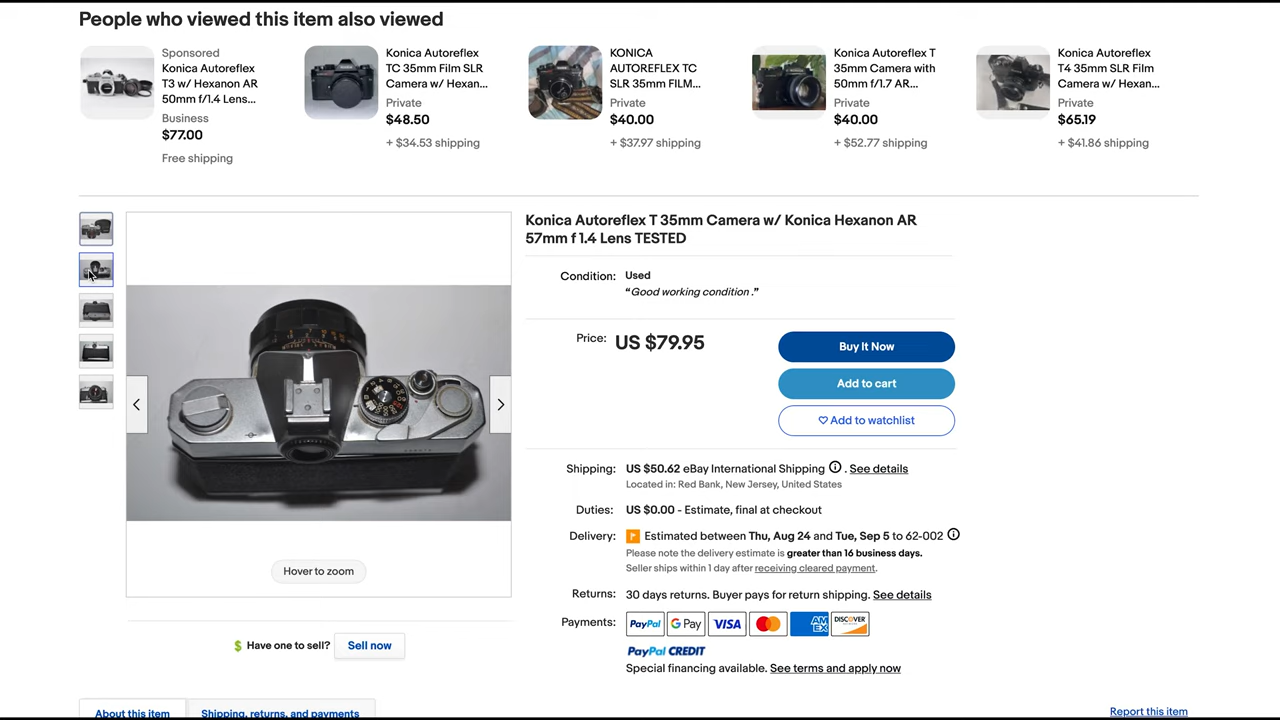 People who viewed this item also viewed
Sponsored
Konica Autoreflex
T3 w/ Hexanon AR
50mm f/1.4 Lens...
Business
$77.00
Free shipping
Konica Autoreflex
TC 35mm Film SLR
Camera w/ Hexan...
Private
$48.50
+ $34.53 shipping
KONICA
AUTOREFLEX TC
SLR 35mm FILM...
Private
$40.00
+ $37.97 shipping
Konica Autoreflex T
35mm Camera with
50mm f/1.7 AR...
Private
$40.00
+ $52.77 shipping
Konica Autoreflex
T4 35mm SLR Film
Camera w/ Hexan...
Private
$65.19
+ $41.86 shipping
Konica Autoreflex T 35mm Camera w/ Konica Hexanon AR
57mm f 1.4 Lens TESTED
Condition: Used
“Good working condition .”
Price: US $79.95
Buy It Now
Add to cart
Add to watchlist
Shipping: US $50.62 eBay International Shipping . See details
Located in: Red Bank, New Jersey, United States
Duties: US $0.00 - Estimate, final at checkout
Delivery: Estimated between Thu, Aug 24 and Tue, Sep 5 to 62-002
Please note the delivery estimate is greater than 16 business days.
Seller ships within 1 day after receiving cleared payment.
Returns: 30 days returns. Buyer pays for return shipping. See details
Payments: PayPal G Pay VISA MasterCard AM EX DISCOVER
PayPal CREDIT
Special financing available. See terms and apply now
Hover to zoom
Have one to sell? Sell now
About this item
Shipping, returns, and payments
Report this item